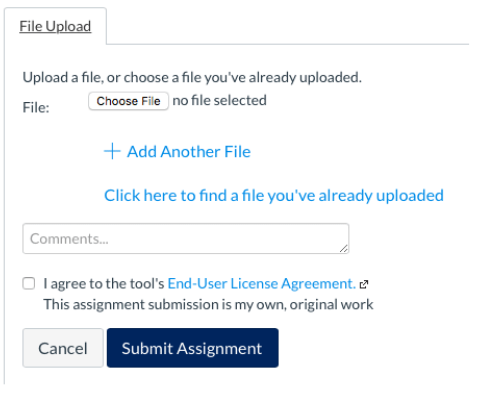 File Upload
Upload a file, or choose a file you've already uploaded.
File: Choose File no file selected
+ Add Another File
Click here to find a file you've already uploaded
Comments...
I agree to the tool's End-User License Agreement.
This assignment submission is my own, original work
Cancel Submit Assignment